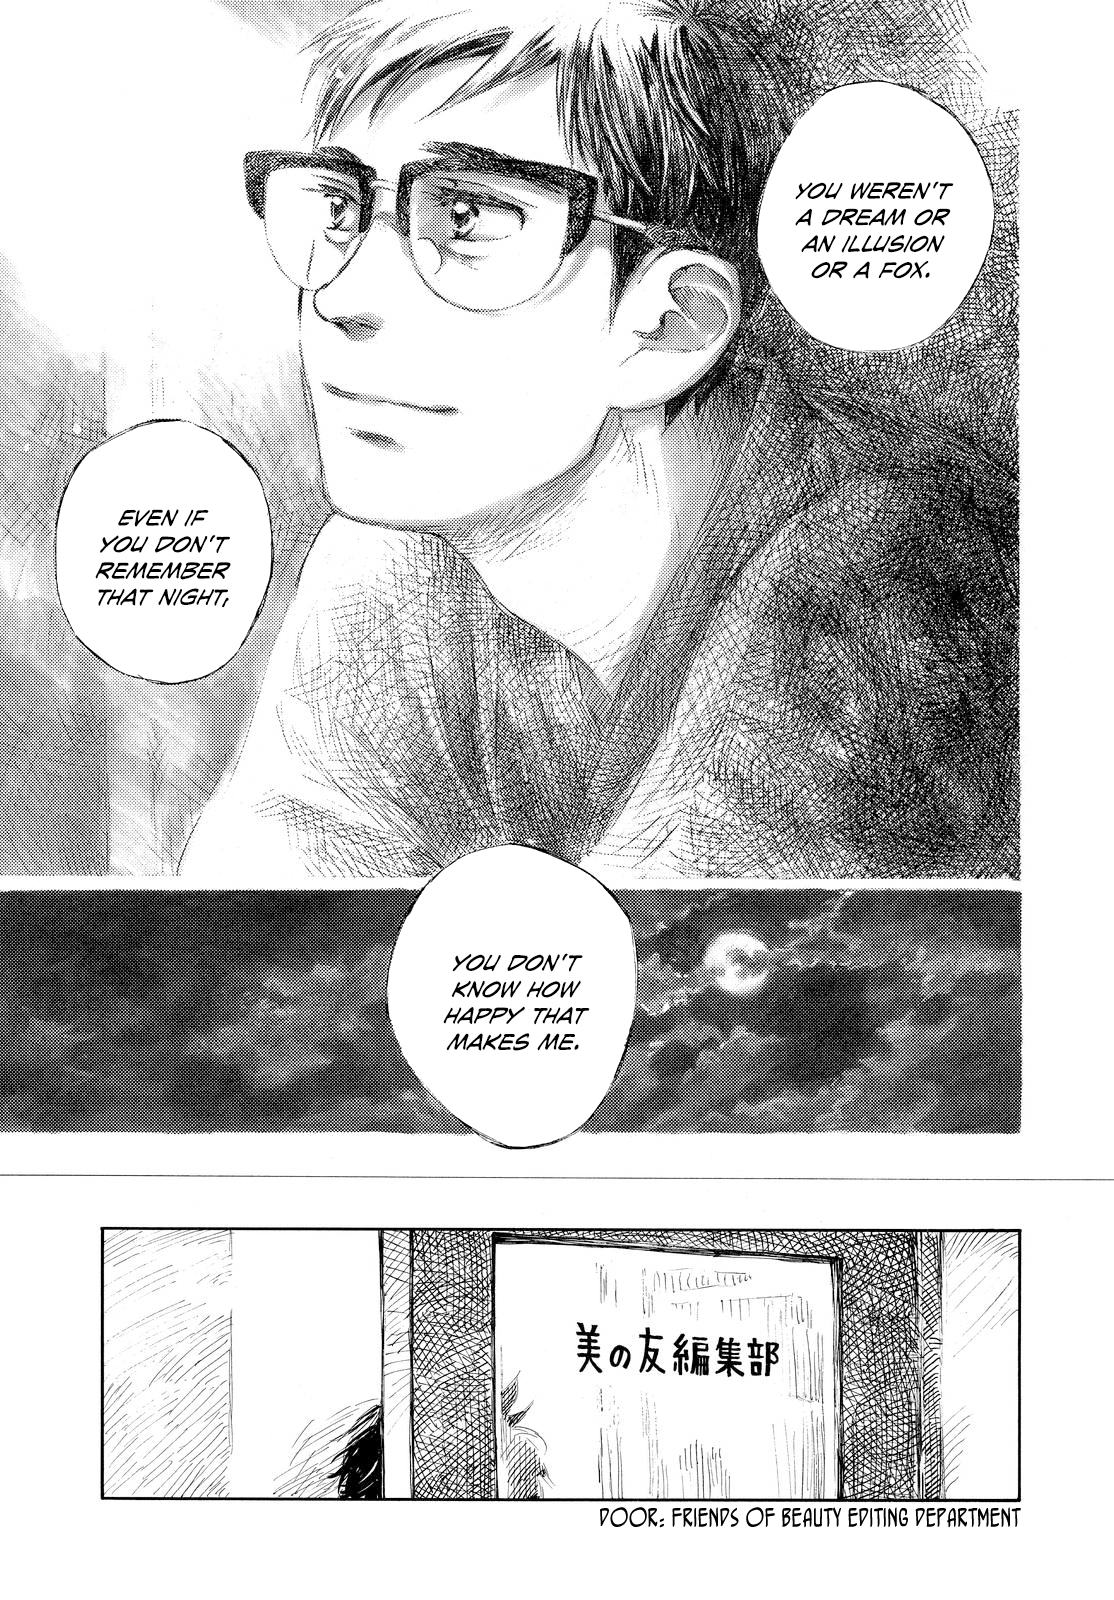 YOU WEREN'T
A DREAM OR
AN ILLUSION
OR A FOX.
EVEN IF
YOU DON'T
REMEMBER
THAT NIGHT,
YOU DON'T
KNOW HOW
HAPPY THAT
MAKES ME.
美の友編集部
DOOR: FRIENDS OF BEAUTY EDITING DEPARTMENT